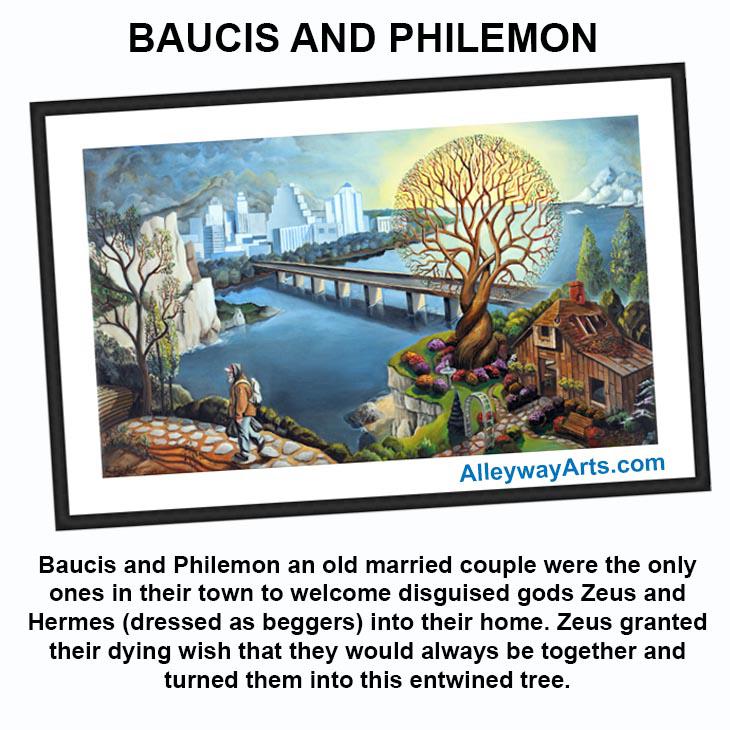 BAUCIS AND PHILEMON
AlleywayArts.com
Baucis and Philemon an old married couple were the only
ones in their town to welcome disguised gods Zeus and
Hermes (dressed as beggers) into their home. Zeus granted
their dying wish that they would always be together and
turned them into this entwined tree.